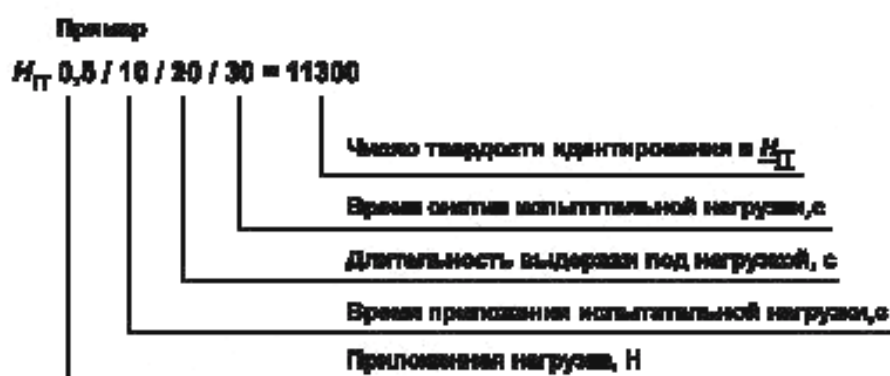 Пример
H_IT 0,5 / 10 / 20 / 30 = 11300
Число твердости идентирования в H_IT
Время снятия испытательной нагрузки,с
Длительность выдержки под нагрузкой, с
Время приложения испытательной нагрузки,с
Приложенная нагрузка, Н